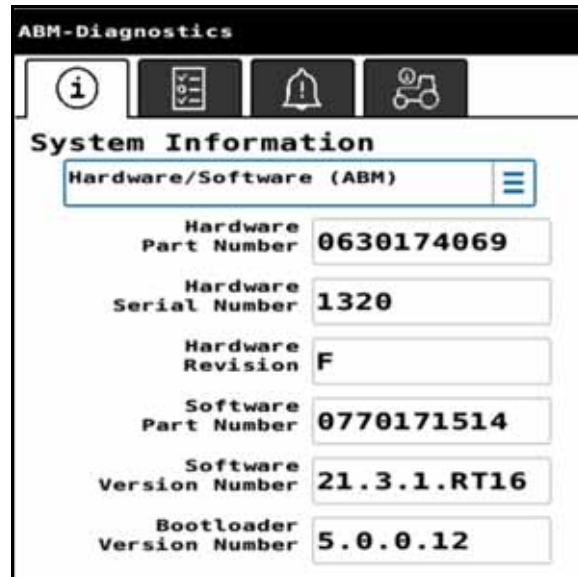 ABM-Diagnostics
System Information
Hardware/Software (ABM)
Hardware
Part Number
0630174069
Hardware
Serial Number
1320
Hardware
Revision
F
Software
Part Number
0770171514
Software
Version Number
21.3.1.RT16
Bootloader
Version Number
5.0.0.12